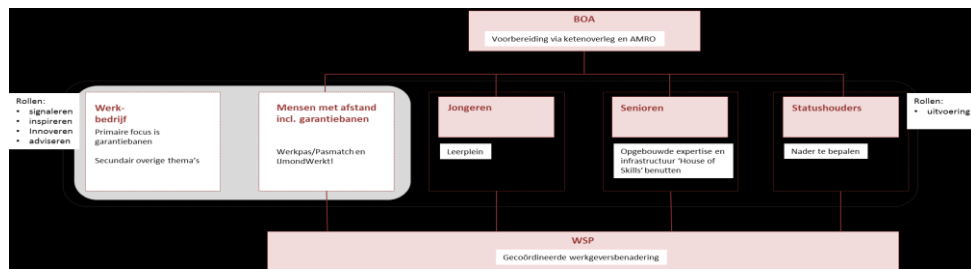 BOA
Voorbereiding via ketenoverleg en AMRO
Rollen:
• signaleren
• inspireren
• Innoveren
• adviseren
Werk-
bedrijf
Primaire focus is
garantiebanen
Secundair overige thema's
Mensen met afstand
incl. garantiebanen
Werkpas/Pasmatch en
IJmondWerkt!
Jongeren
Leerplein
Senioren
Opgebouwde expertise en
infrastructuur 'House of
Skills' benutten
Statushouders
Nader te bepalen
Rollen:
• uitvoering
WSP
Gecoördineerde werkgeversbenadering